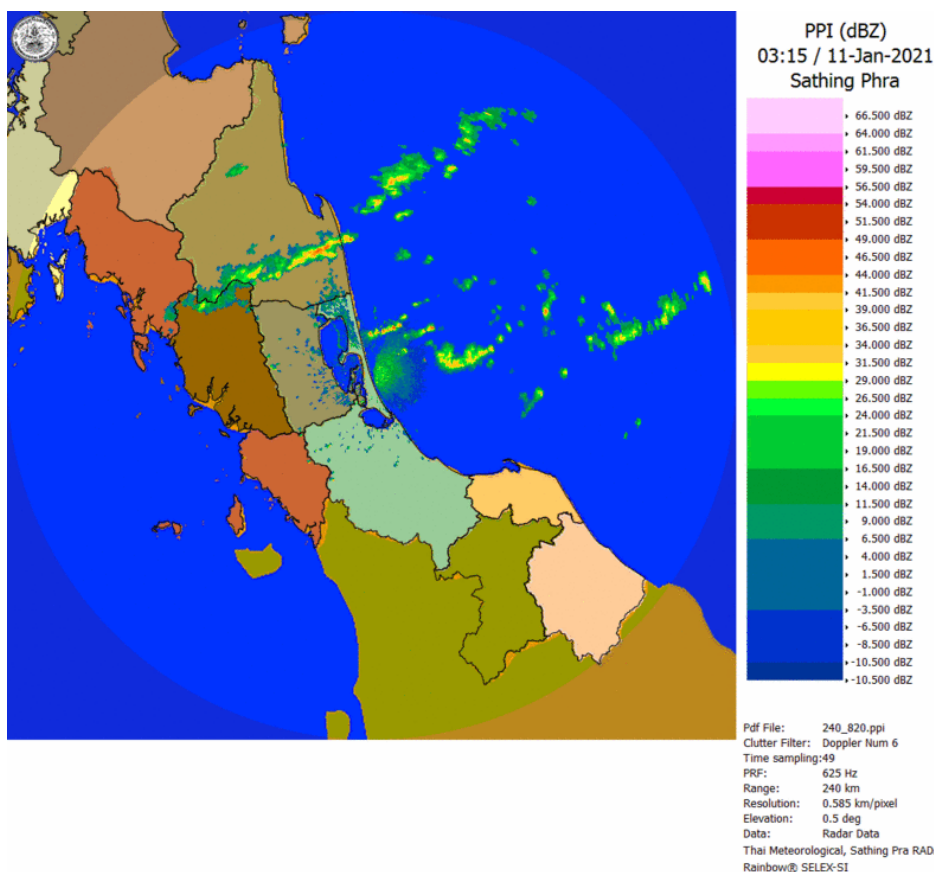 PPI (dBZ)
03:15 / 11-Jan-2021
Sathing Phra
66.500 dBZ
64.000 dBZ
61.500 dBZ
59.500 dBZ
56.500 dBZ
54.000 dBZ
51.500 dBZ
49.000 dBZ
46.500 dBZ
44.000 dBZ
41.500 dBZ
39.000 dBZ
36.500 dBZ
34.000 dBZ
31.500 dBZ
29.000 dBZ
26.500 dBZ
24.000 dBZ
21.500 dBZ
19.000 dBZ
16.500 dBZ
14.000 dBZ
11.500 dBZ
9.000 dBZ
6.500 dBZ
4.000 dBZ
1.500 dBZ
-1.000 dBZ
-3.500 dBZ
-6.500 dBZ
-8.500 dBZ
-10.500 dBZ
-10.500 dBZ
Pdf File: 240_820.ppi
Clutter Filter: Doppler Num 6
Time sampling:49
PRF: 625 Hz
Range: 240 km
Resolution: 0.585 km/pixel
Elevation: 0.5 deg
Data: Radar Data
Thai Meteorological, Sathing Pra RAD
Rainbow® SELEX-SI